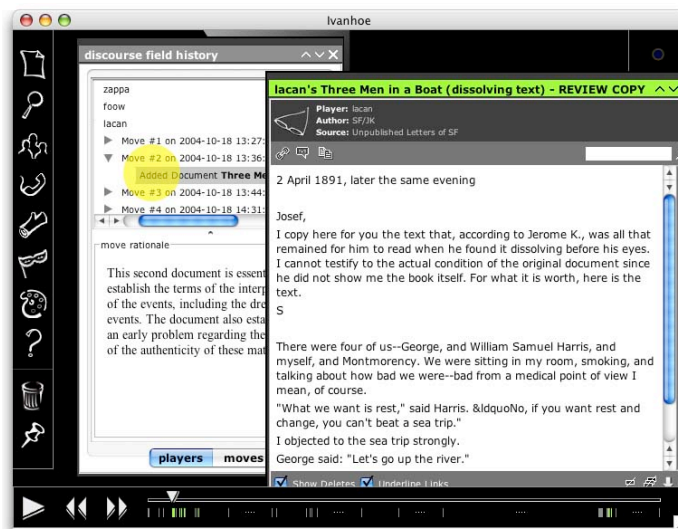 Ivanhoe
discourse field history
zappa
foow
lacan
Move #1 on 2004-10-18 13:27:
Move #2 on 2004-10-18 13:36:
Added Document Three Me
Move #3 on 2004-10-18 13:44:
Move #4 on 2004-10-18 14:31:
move rationale
This second document is essent
establish the terms of the interp
of the events, including the dre
events. The document also esta
an early problem regarding the
of the authenticity of these mat
players moves
lacan's Three Men in a Boat (dissolving text) - REVIEW COPY
Player: lacan
Author: SF/JK
Source: Unpublished Letters of SF
2 April 1891, later the same evening
Josef,
I copy here for you the text that, according to Jerome K., was all that
remained for him to read when he found it dissolving before his eyes.
I cannot testify to the actual condition of the original document since
he did not show me the book itself. For what it is worth, here is the
text.
S
There were four of us--George, and William Samuel Harris, and
myself, and Montmorency. We were sitting in my room, smoking, and
talking about how bad we were--bad from a medical point of view I
mean, of course.
"What we want is rest," said Harris. &ldquoNo, if you want rest and
change, you can't beat a sea trip."
I objected to the sea trip strongly.
George said: "Let's go up the river."
Show Deletes Underline Links